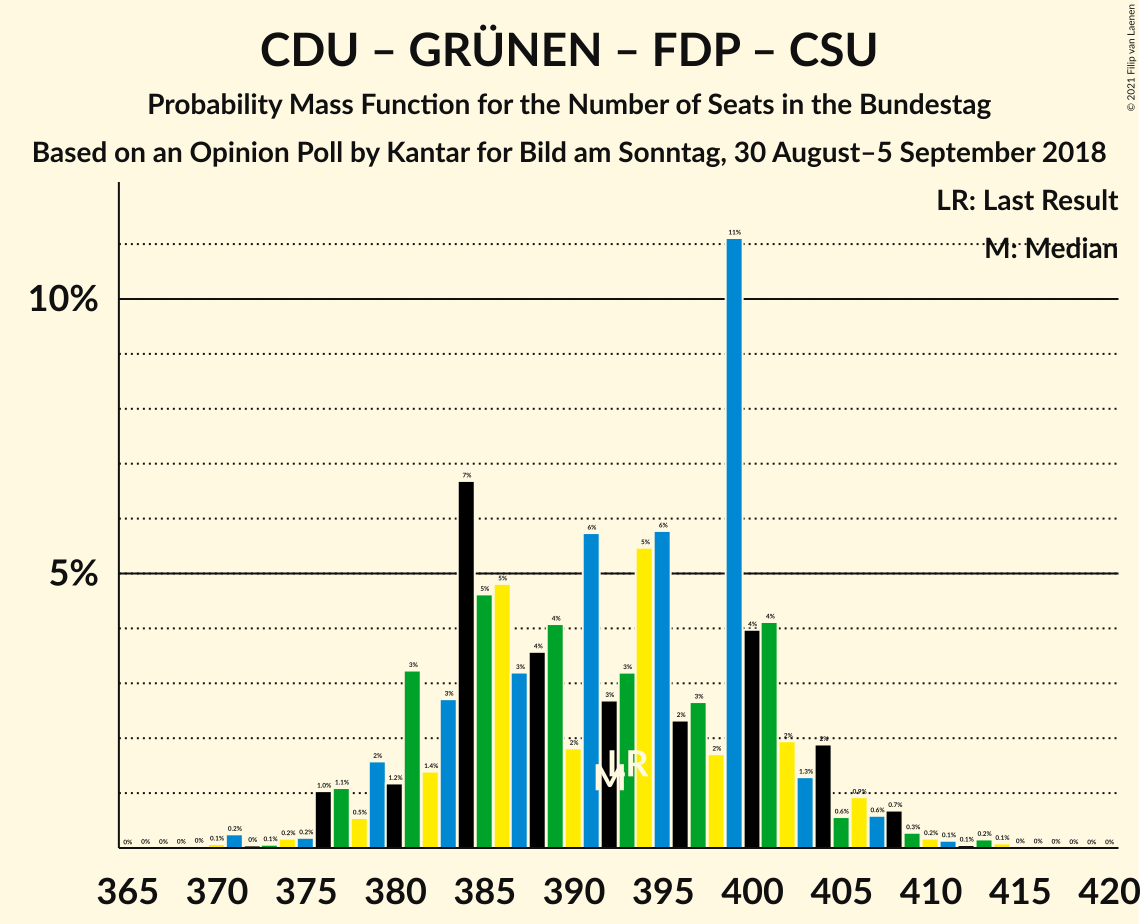 CDU – GRÜNEN – FDP – CSU
Probability Mass Function for the Number of Seats in the Bundestag
Based on an Opinion Poll by Kantar for Bild am Sonntag, 30 August–5 September 2018
© 2021 Filip van Laenen
LR: Last Result
M: Median
10%
5%
0% 0% 0% 0% 0% 0.1% 0.2% 0% 0.1% 0.2% 0.2% 1.0% 1.1% 0.5% 2% 1.2% 3% 1.4% 3% 7% 5% 5% 3% 4% 4% 2% 6% 3% 3% 5% 6% 2% 3% 2% 11% 4% 4% 2% 1.3% 2% 0.6% 0.9% 0.6% 0.7% 0.3% 0.2% 0.1% 0.1% 0.2% 0.1% 0% 0% 0% 0% 0% 0%
LR
M
365 370 375 380 385 390 395 400 405 410 415 420